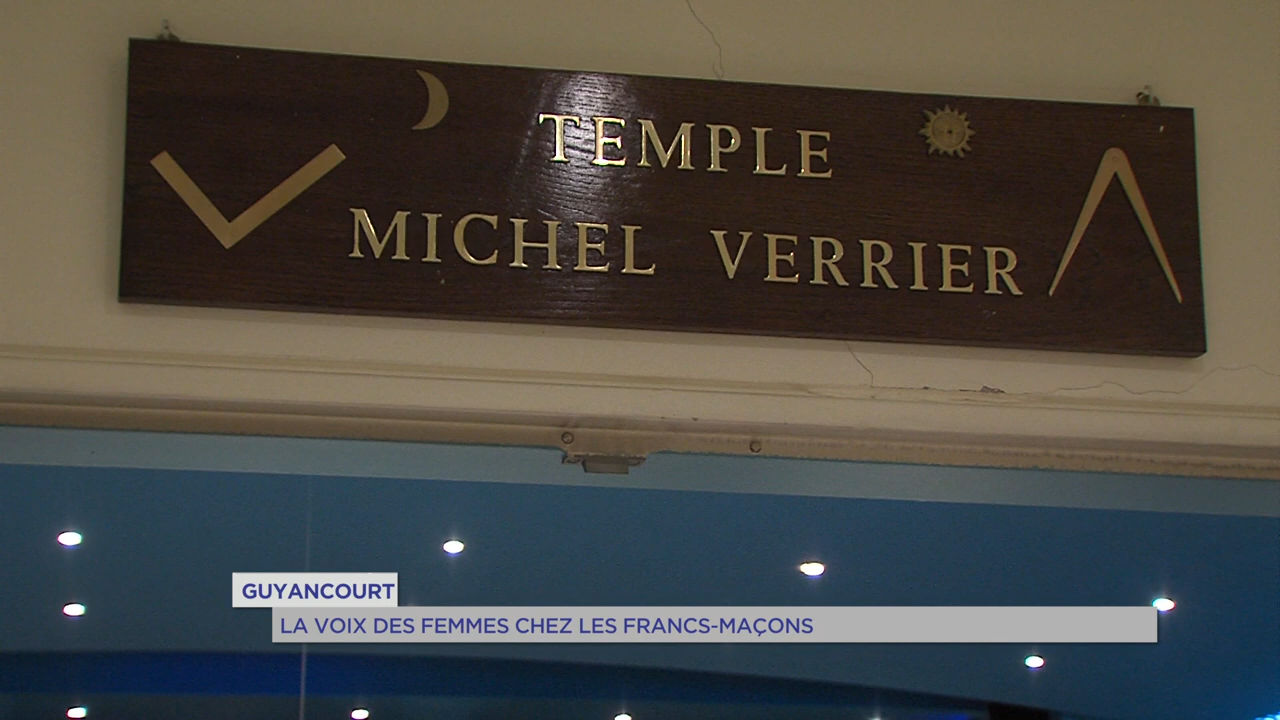 TEMPLE
MICHEL VERRIER
GUYANCOURT
LA VOIX DES FEMMES CHEZ LES FRANCS-MAÇONS